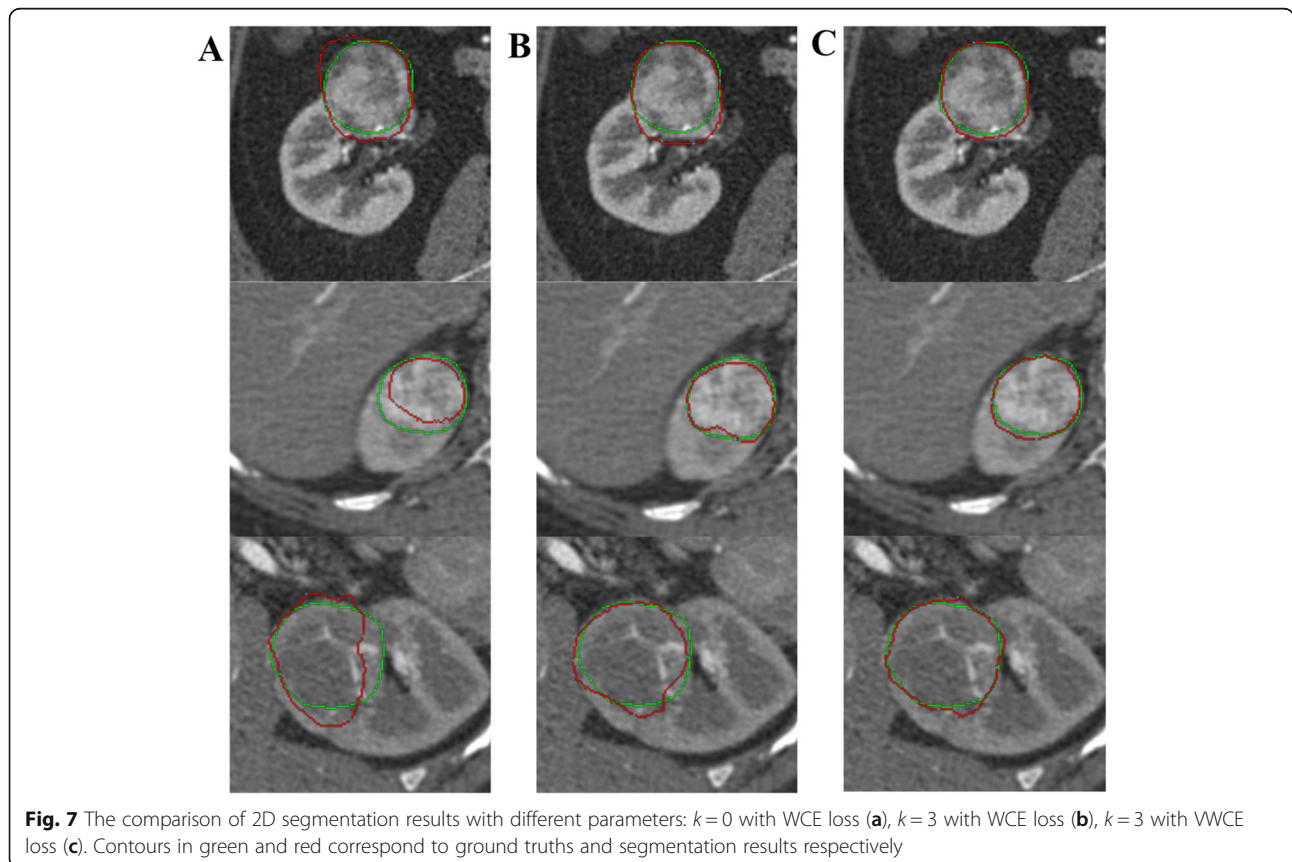 A B C
Fig. 7 The comparison of 2D segmentation results with different parameters: k = 0 with WCE loss (a), k = 3 with WCE loss (b), k = 3 with VWCE
loss (c). Contours in green and red correspond to ground truths and segmentation results respectively